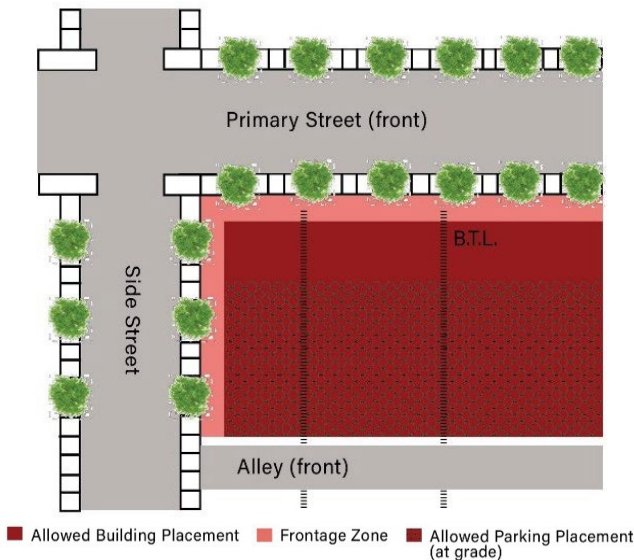 Primary Street (front)
B.T.L.
Side Street
Alley (front)
Allowed Building Placement
Frontage Zone
Allowed Parking Placement
(at grade)